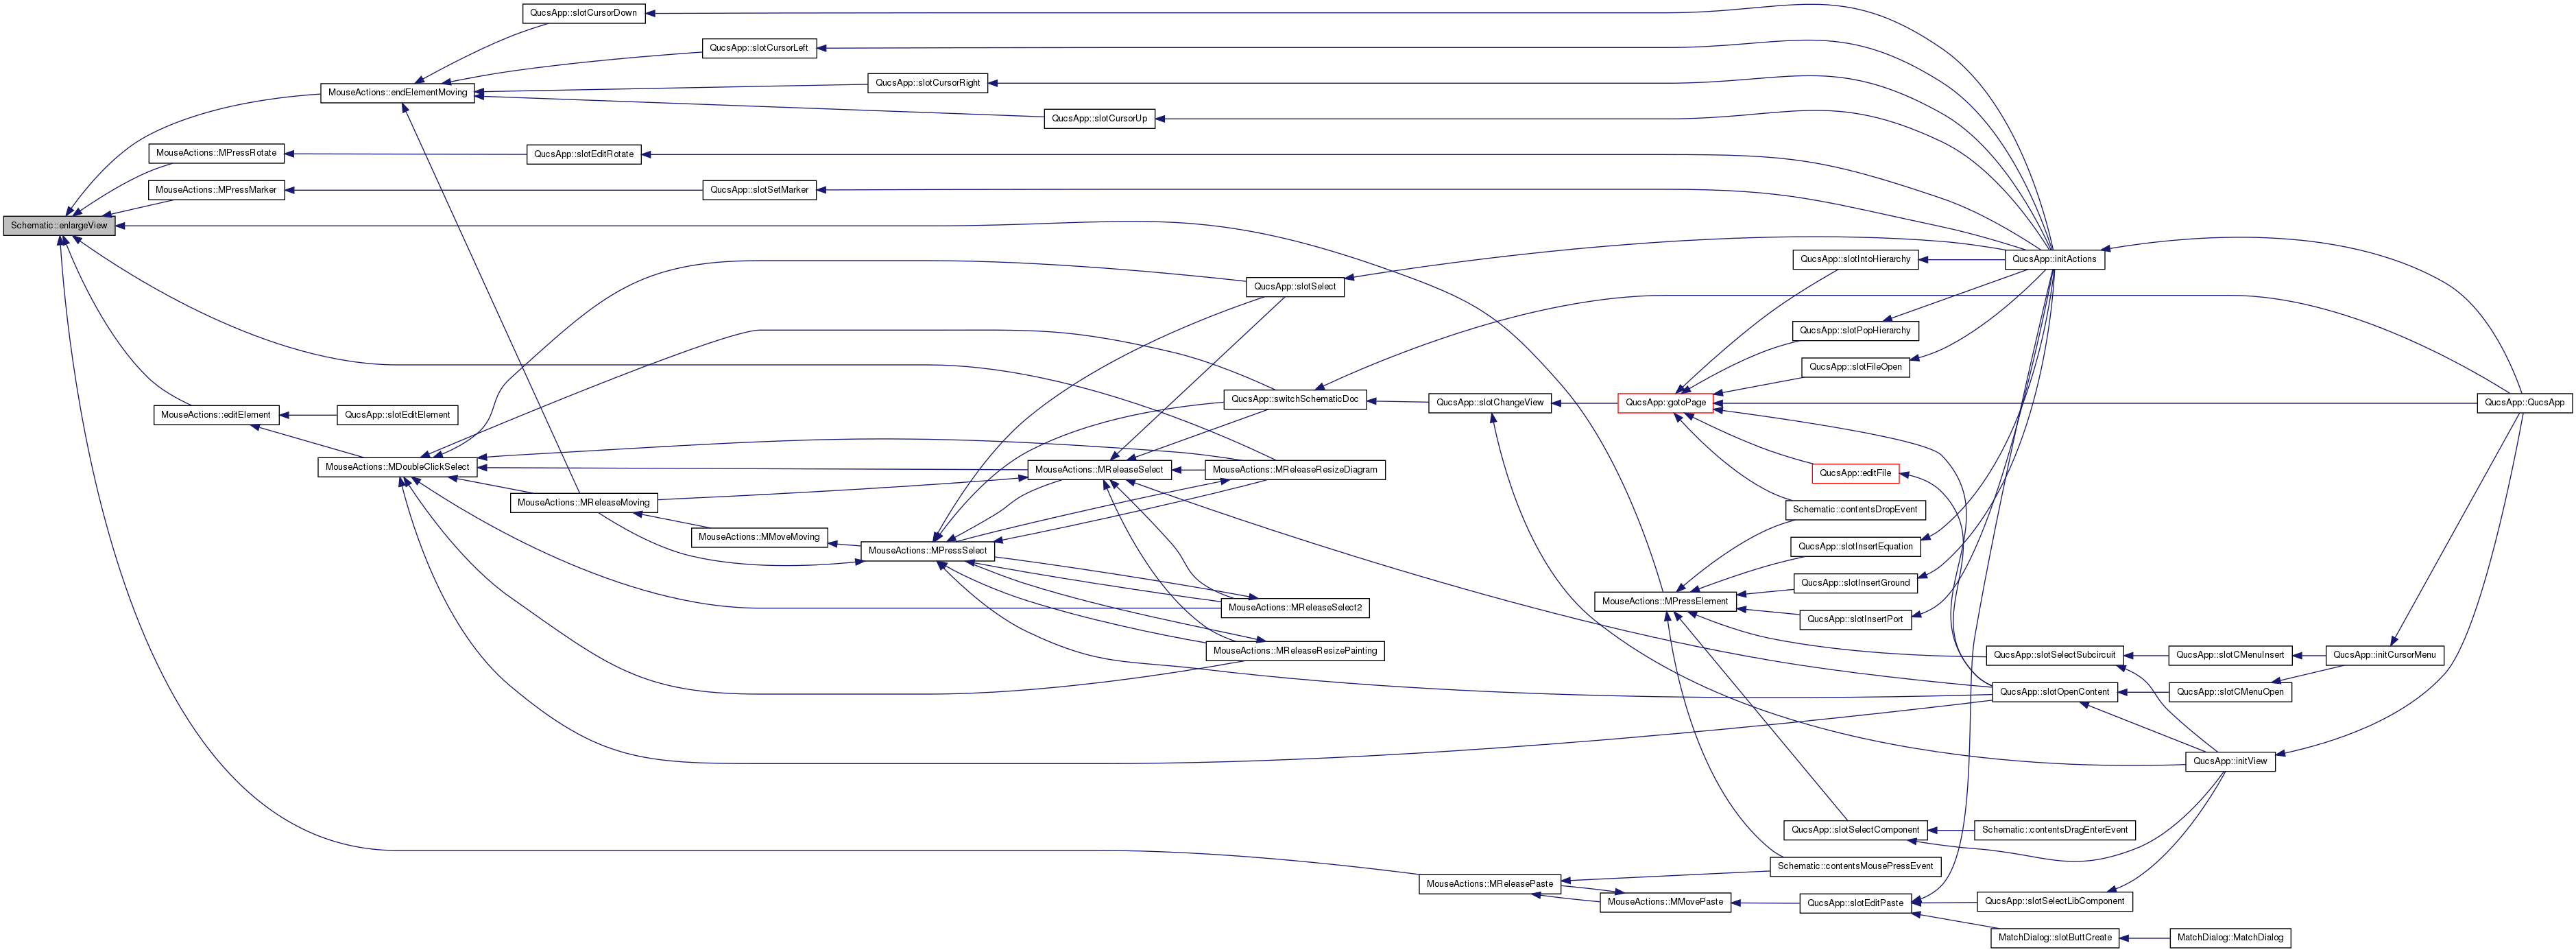 QucsApp::slotCursorDown
QucsApp::slotCursorLeft
QucsApp::slotCursorRight
MouseActions::endElementMoving
QucsApp::slotCursorUp
MouseActions::MPressRotate
QucsApp::slotEditRotate
MouseActions::MPressMarker
QucsApp::slotSetMarker
Schematic::enlargeView
QucsApp::slotIntoHierarchy
QucsApp::initActions
QucsApp::slotSelect
QucsApp::slotPopHierarchy
QucsApp::slotFileOpen
QucsApp::switchSchematicDoc
QucsApp::slotChangeView
QucsApp::gotoPage
QucsApp::QucsApp
MouseActions::editElement
QucsApp::slotEditElement
MouseActions::MDoubleClickSelect
MouseActions::MReleaseSelect
MouseActions::MReleaseResizeDiagram
QucsApp::editFile
MouseActions::MReleaseMoving
Schematic::contentsDropEvent
MouseActions::MMoveMoving
MouseActions::MPressSelect
QucsApp::slotInsertEquation
QucsApp::slotInsertGround
MouseActions::MReleaseSelect2
MouseActions::MPressElement
QucsApp::slotInsertPort
MouseActions::MReleaseResizePainting
QucsApp::slotSelectSubcircuit
QucsApp::slotCMenuInsert
QucsApp::initCursorMenu
QucsApp::slotOpenContent
QucsApp::slotCMenuOpen
QucsApp::initView
QucsApp::slotSelectComponent
Schematic::contentsDragEnterEvent
Schematic::contentsMousePressEvent
MouseActions::MReleasePaste
MouseActions::MMovePaste
QucsApp::slotEditPaste
QucsApp::slotSelectLibComponent
MatchDialog::slotButtCreate
MatchDialog::MatchDialog